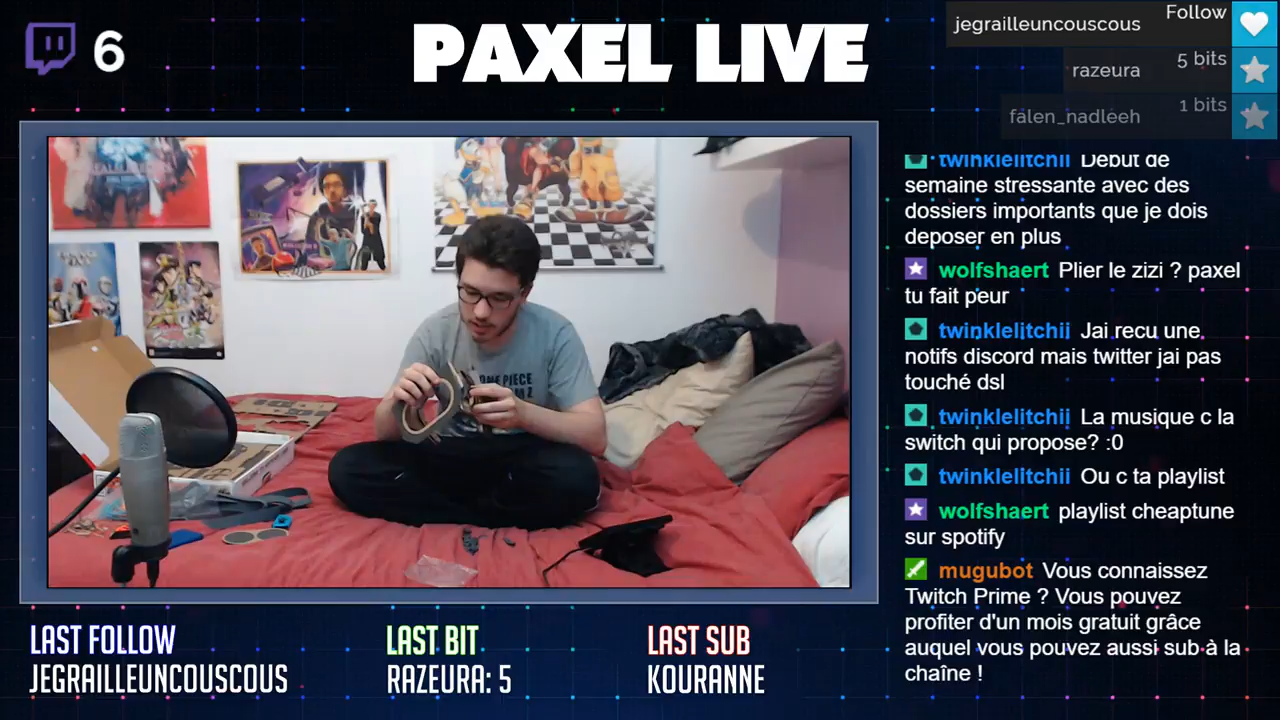 6
PAXEL LIVE
jegrailleuncouscous Follow
razeura 5 bits
falen_nadleeh 1 bits
twinklelitchii Debut de
semaine stressante avec des
dossiers importants que je dois
deposer en plus
wolfshaert Plier le zizi ? paxel
tu fait peur
twinklelitchii Jai recu une
notifs discord mais twitter jai pas
touché dsl
twinklelitchii La musique c la
switch qui propose? :0
twinklelitchii Ou c ta playlist
wolfshaert playlist cheaptune
sur spotify
mugubot Vous connaissez
Twitch Prime ? Vous pouvez
profiter d'un mois gratuit grâce
auquel vous pouvez aussi sub à la
chaîne !
ONE PIECE
LAST FOLLOW
JEGRAILLEUNCOUSCOUS
LAST BIT
RAZEURA: 5
LAST SUB
KOURANNE